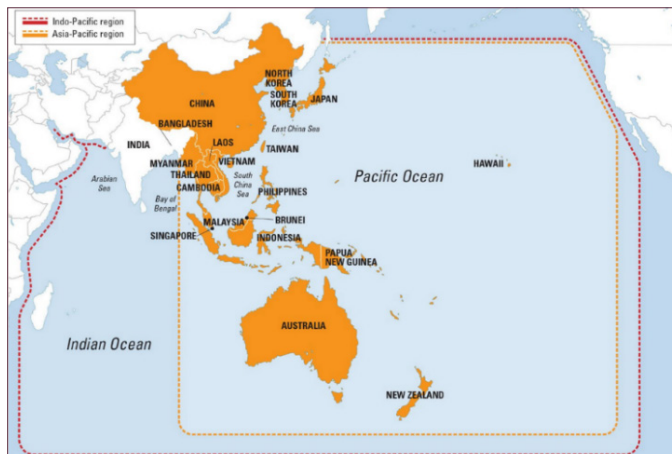 Indo-Pacific region
Asia-Pacific region
NORTH
KOREA
SOUTH
KOREA
JAPAN
CHINA
East China Sea
BANGLADESH
INDIA
LAOS
TAIWAN
MYANMAR
VIETNAM
HAWAII
Pacific Ocean
THAILAND
South
China
Sea
Arabian
Sea
CAMBODIA
PHILIPPINES
Bay of
Bengal
MALAYSIA
BRUNEI
SINGAPORE
INDONESIA
PAPUA
NEW GUINEA
AUSTRALIA
Indian Ocean
NEW ZEALAND